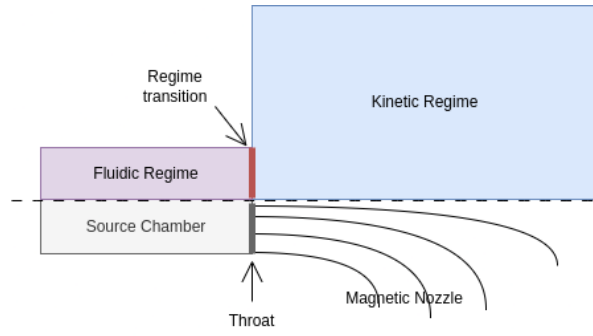 Regime
transition
Kinetic Regime
Fluidic Regime
Source Chamber
Magnetic Nozzle
Throat